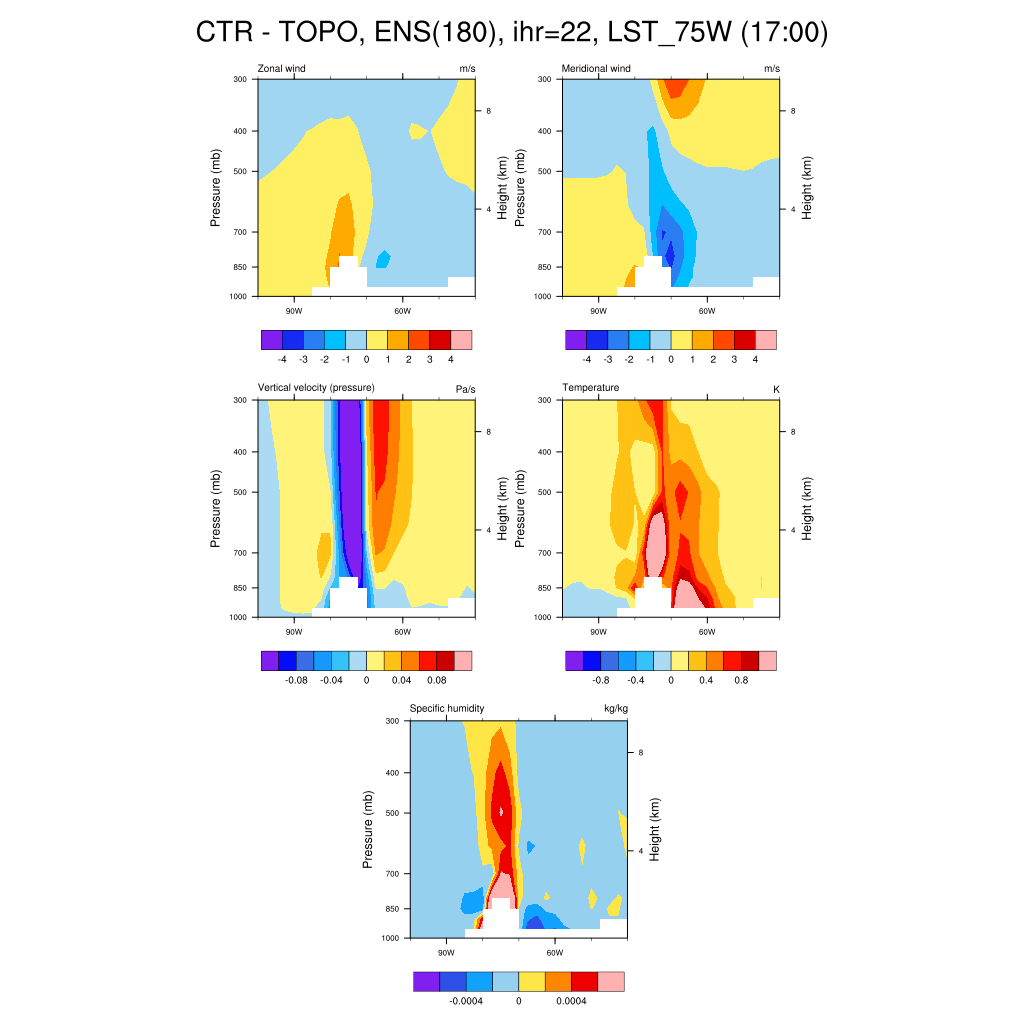 CTR - TOPO, ENS(180), ihr=22, LST_75W (17:00)
Zonal wind m/s
300
400
500
700
850
1000
Pressure (mb)
8
4
Height (km)
90W 60W
-4 -3 -2 -1 0 1 2 3 4
Meridional wind m/s
300
400
500
700
850
1000
Pressure (mb)
8
4
Height (km)
90W 60W
-4 -3 -2 -1 0 1 2 3 4
Vertical velocity (pressure) Pa/s
300
400
500
700
850
1000
Pressure (mb)
8
4
Height (km)
90W 60W
-0.08 -0.04 0 0.04 0.08
Temperature K
300
400
500
700
850
1000
Pressure (mb)
8
4
Height (km)
90W 60W
-0.8 -0.4 0 0.4 0.8
Specific humidity kg/kg
300
400
500
700
850
1000
Pressure (mb)
8
4
Height (km)
90W 60W
-0.0004 0 0.0004